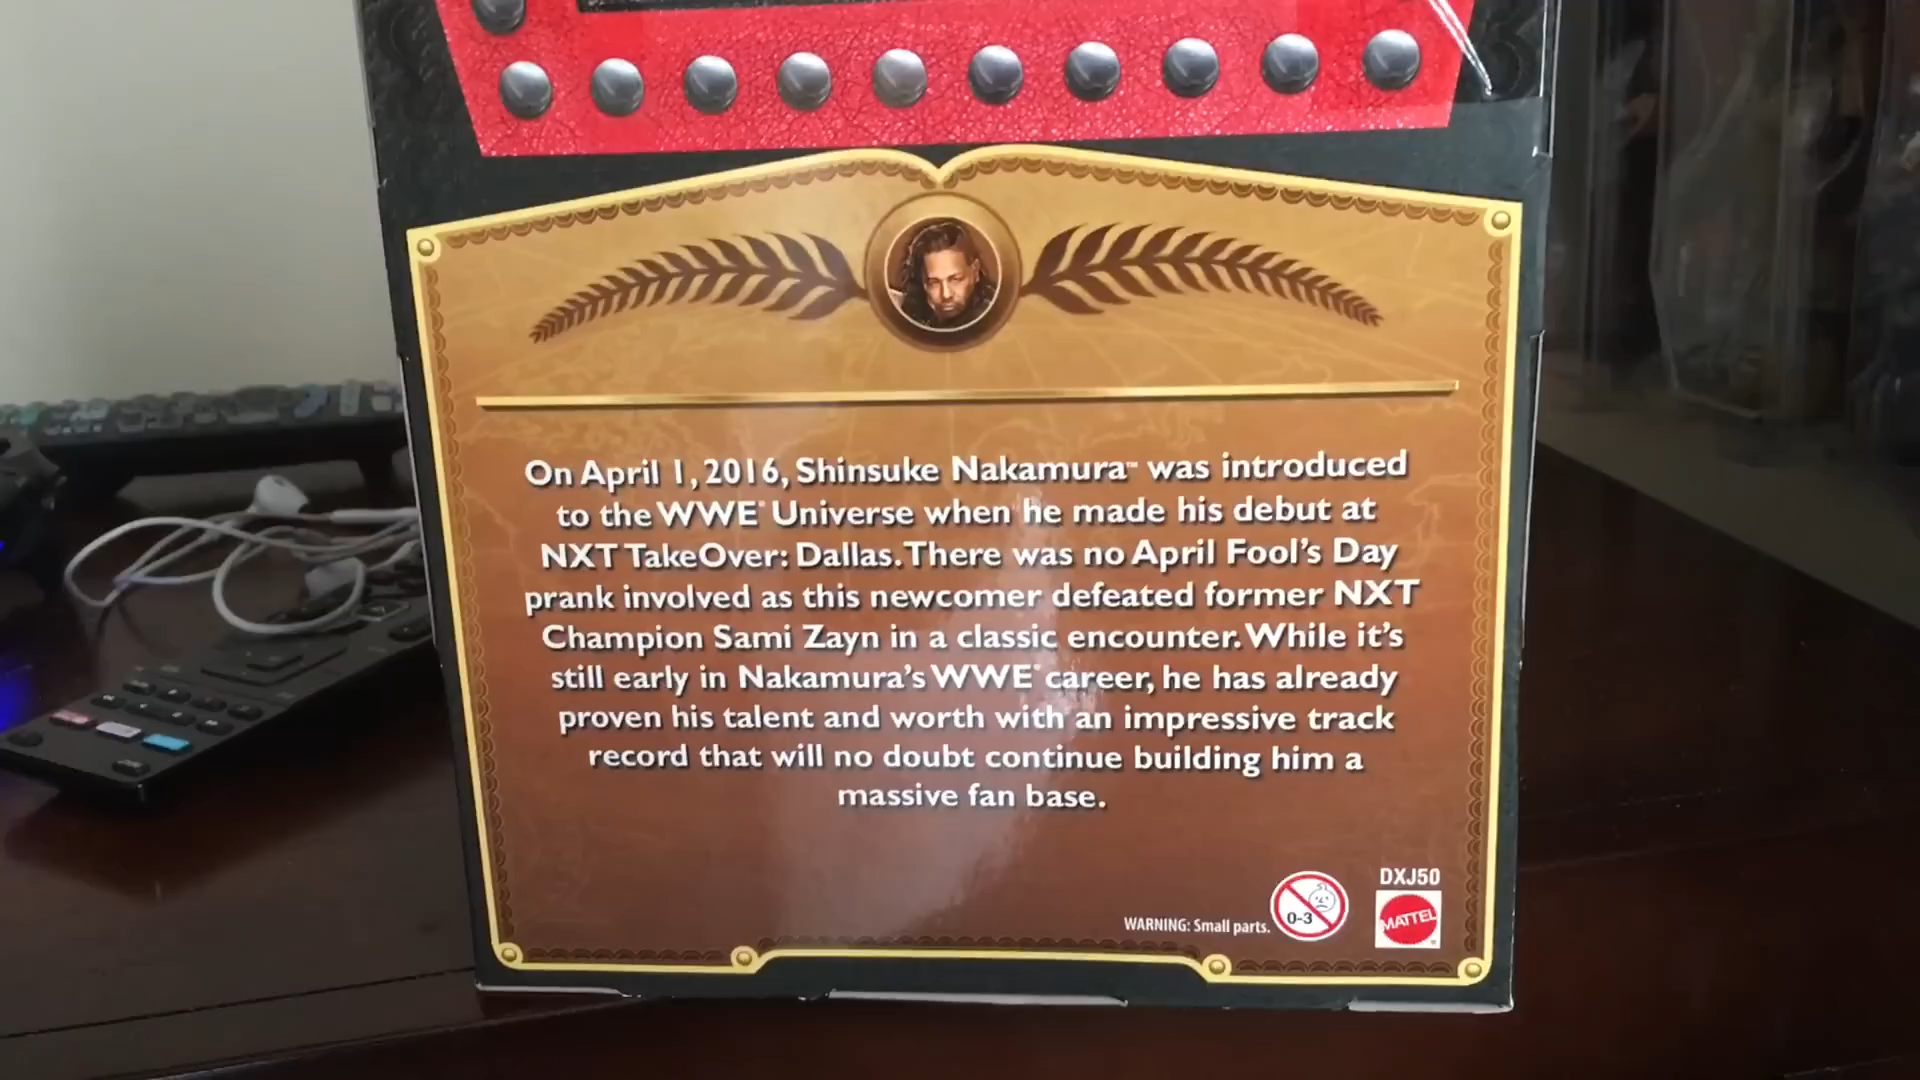 On April 1, 2016, Shinsuke Nakamura™ was introduced
to the WWE® Universe when he made his debut at
NXT TakeOver: Dallas. There was no April Fool's Day
prank involved as this newcomer defeated former NXT
Champion Sami Zayn in a classic encounter. While it's
still early in Nakamura's WWE® career, he has already
proven his talent and worth with an impressive track
record that will no doubt continue building him a
massive fan base.
DXJ50
WARNING: Small parts.
0-3
MATTEL